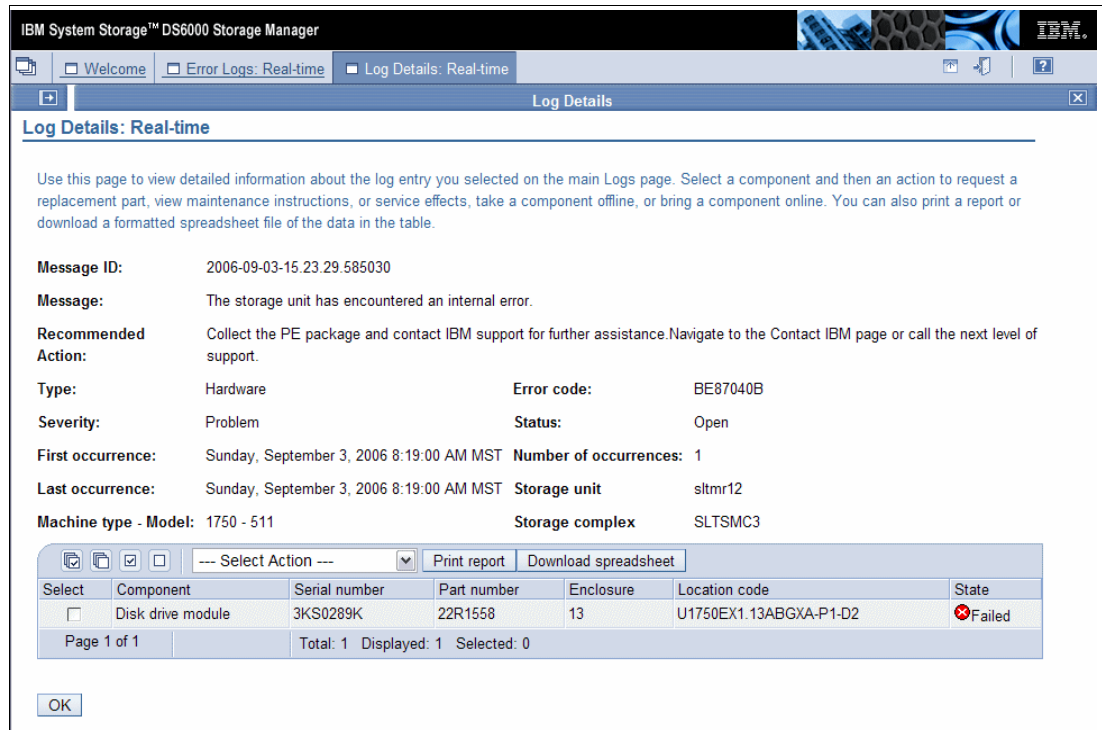 IBM System Storage™ DS6000 Storage Manager
IBM.
Welcome
Error Logs: Real-time
Log Details: Real-time
?
Log Details
Log Details: Real-time
Use this page to view detailed information about the log entry you selected on the main Logs page. Select a component and then an action to request a
replacement part, view maintenance instructions, or service effects, take a component offline, or bring a component online. You can also print a report or
download a formatted spreadsheet file of the data in the table.
Message ID: 2006-09-03-15.23.29.585030
Message: The storage unit has encountered an internal error.
Recommended Collect the PE package and contact IBM support for further assistance.Navigate to the Contact IBM page or call the next level of
Action: support.
Type: Hardware Error code: BE87040B
Severity: Problem Status: Open
First occurrence: Sunday, September 3, 2006 8:19:00 AM MST Number of occurrences: 1
Last occurrence: Sunday, September 3, 2006 8:19:00 AM MST Storage unit sltmr12
Machine type - Model: 1750 - 511 Storage complex SLTSMC3
--- Select Action --- Print report Download spreadsheet
Select Component Serial number Part number Enclosure Location code State
Disk drive module 3KS0289K 22R1558 13 U1750EX1.13ABGXA-P1-D2 Failed
Page 1 of 1 Total: 1 Displayed: 1 Selected: 0
OK